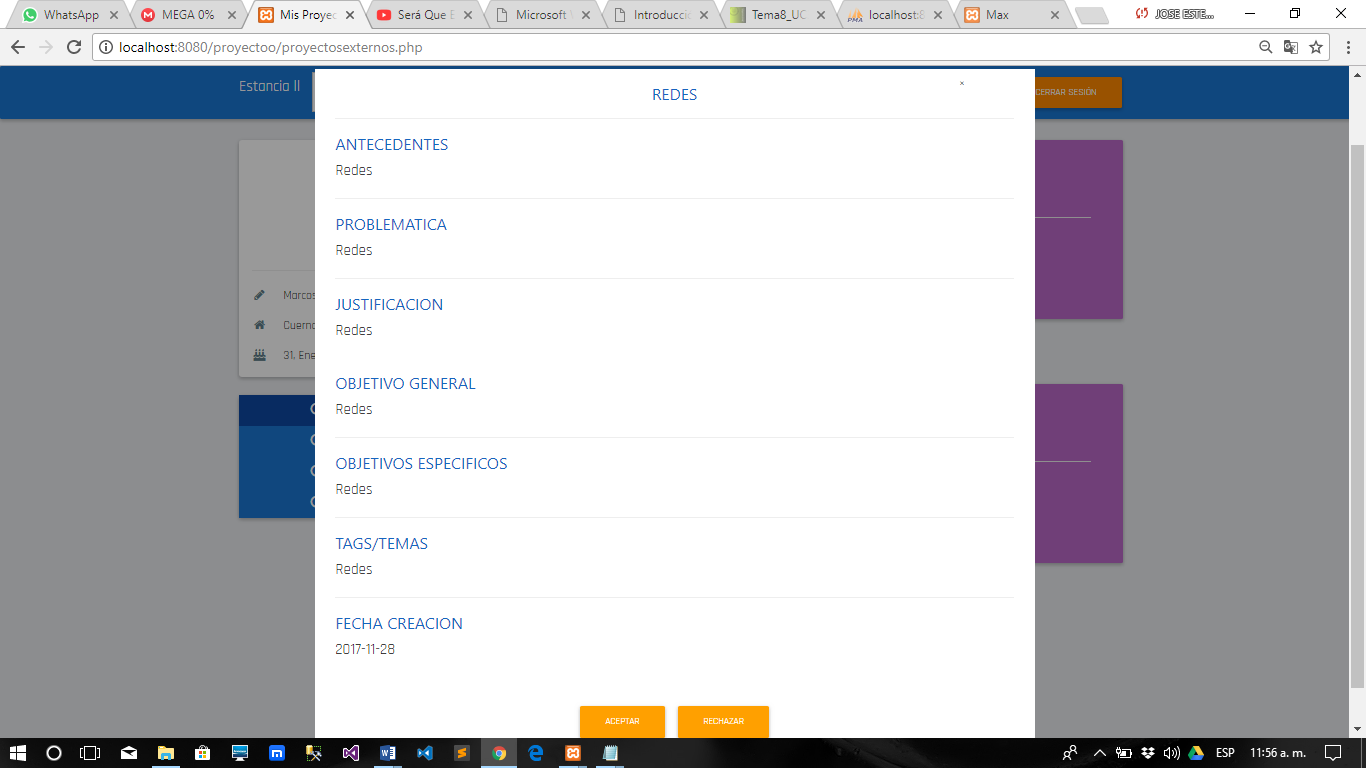 WhatsApp
MEGA 0%
Mis Proyec
Será Que E
Microsoft
Introducci
Tema8_UC
localhost:8
Max
JOSE ESTE...
localhost:8080/proyectoo/proyectosexternos.php
Estancia II
CERRAR SESIÓN
REDES
×
ANTECEDENTES
Redes
PROBLEMATICA
Redes
JUSTIFICACION
Redes
OBJETIVO GENERAL
Redes
OBJETIVOS ESPECIFICOS
Redes
TAGS/TEMAS
Redes
FECHA CREACION
2017-11-28
ACEPTAR
RECHAZAR
Marcos
Cuerna
31. Ene
ESP
11:56 a. m.